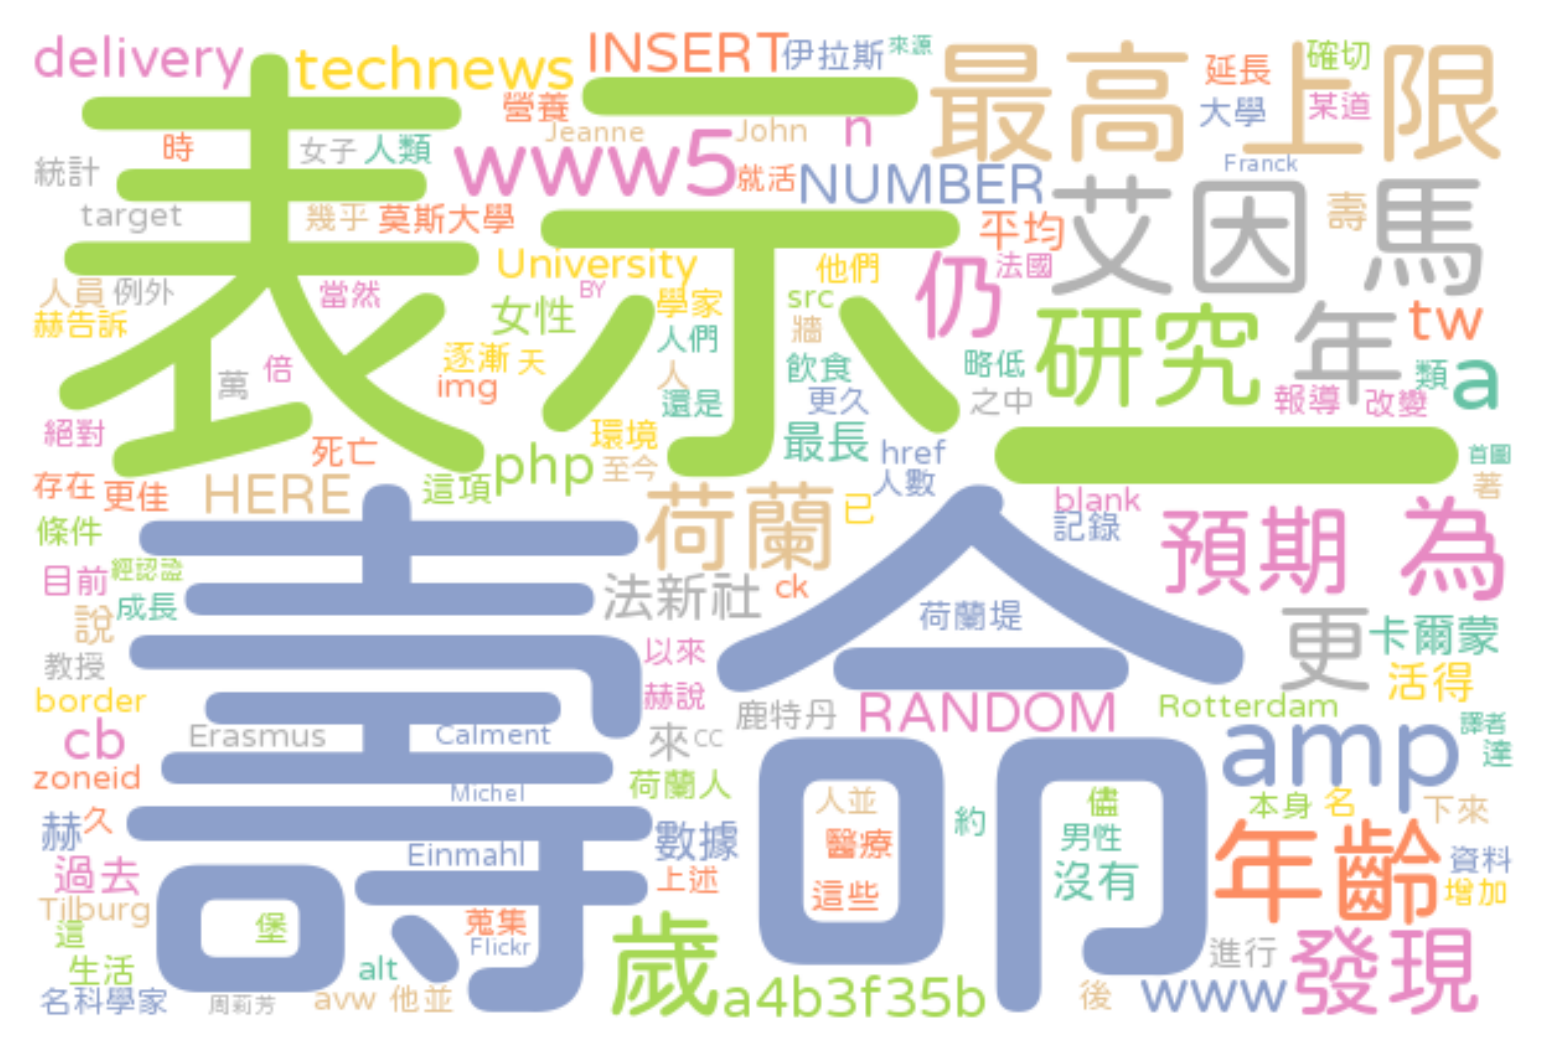 delivery
technews
INSERT
伊拉斯
來源
最高
上限
延長
確切
大學
某道
表示
營養
Jeanne
John
n
www5
就活
NUMBER
Franck
時
女子
人類
統計
target
幾乎
莫斯大學
平均
艾因
壽
馬
University
BY
他們
仍
法國
人員
例外
當然
赫告訴
女性
學家
src
牆
人們
研究
年
tw
逐漸
天
img
人
還是
飲食
更久
略低
之中
類
a
報導
改變
萬
倍
絕對
死亡
環境
至今
最長
href
人數
一
首圖
著
存在
更佳
HERE
這項
php
荷蘭
已
blank
記錄
預期
為
條件
目前
經認證
成長
說
教授
壽命
法新社
ck
荷蘭堤
以來
赫說
更
卡爾蒙
活得
border
cb
zoneid
Erasmus
Calment
來
cc
鹿特丹
RANDOM
Rotterdam
amp
譯者
達
Michel
荷蘭人
赫
久
過去
Tilburg
這
堡
生活
名科學家
Einmahl
數據
上述
人並
醫療
這些
約
儘
男性
沒有
本身
名
下來
年齡
資料
增加
蒐集
Flickr
alt
周莉芳
avw
他並
歲
a4b3f35b
後
www
進行
發現